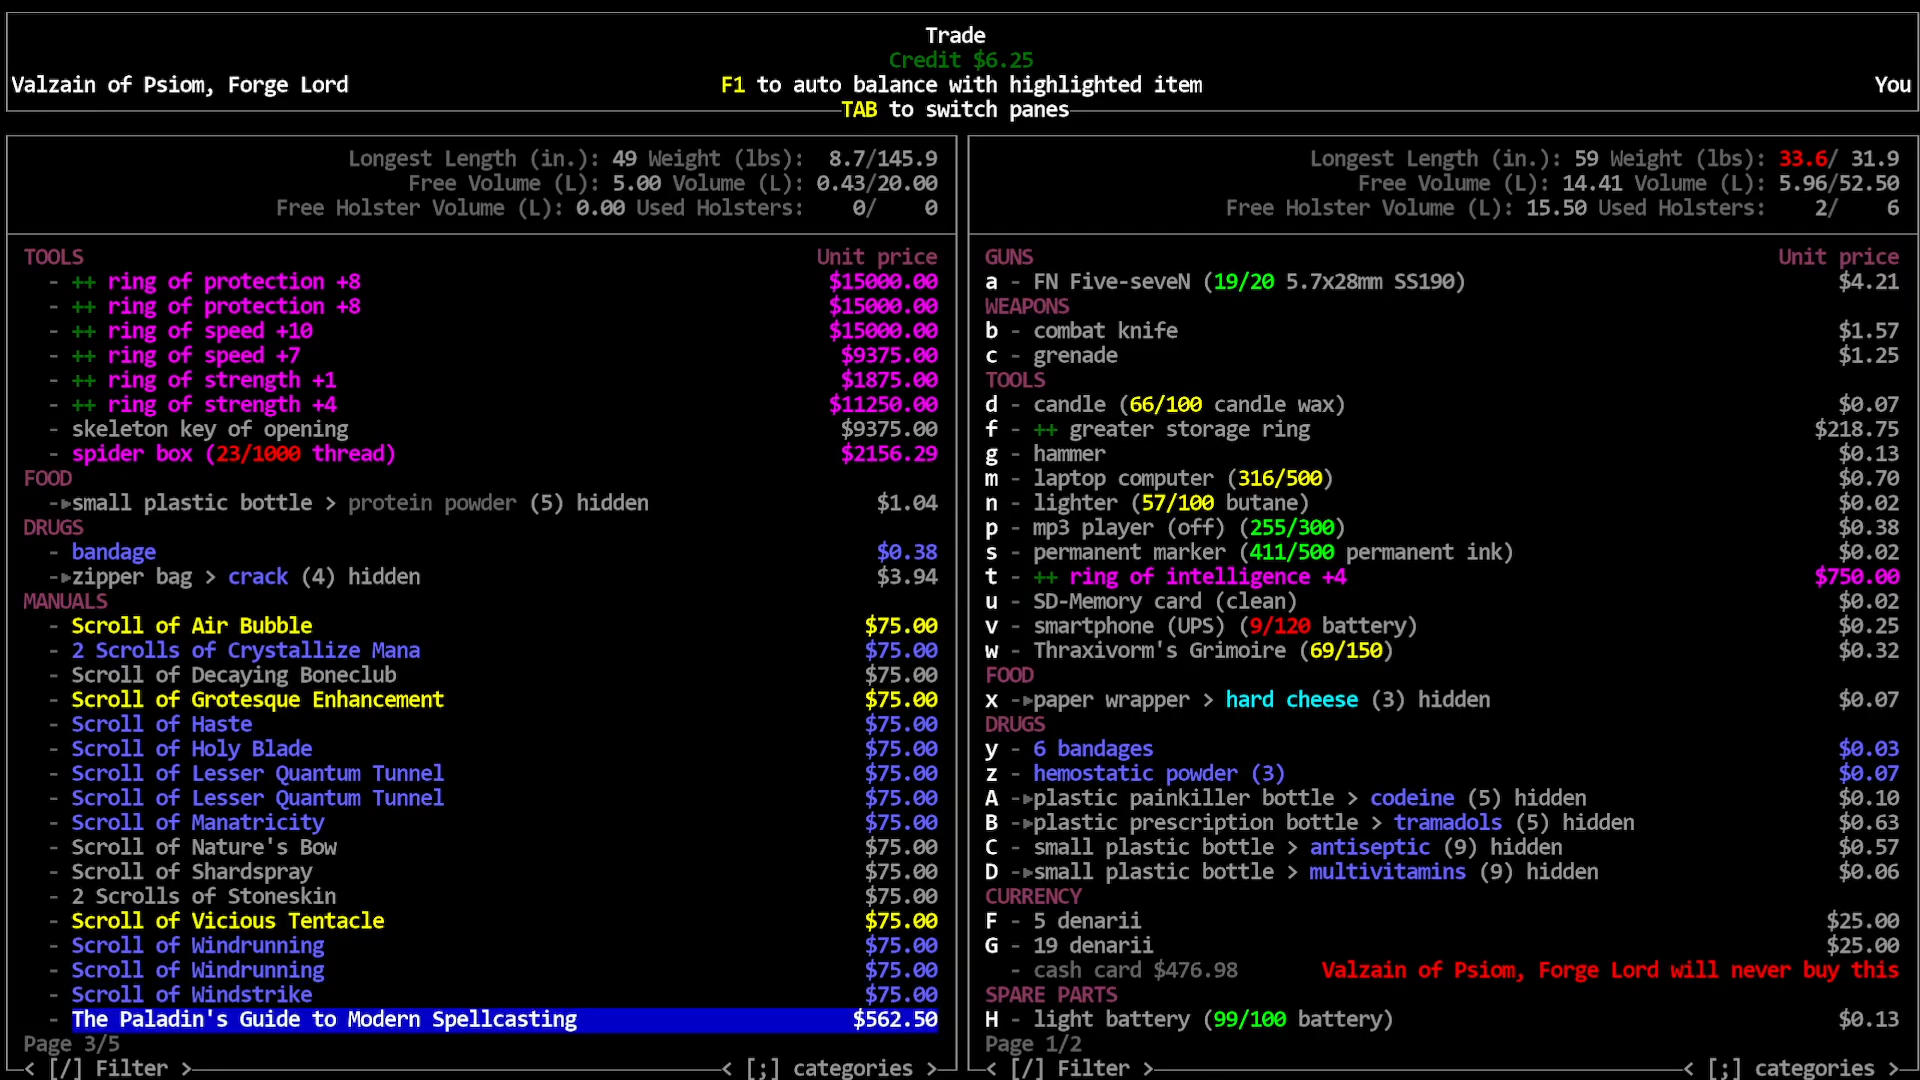 Trade
Credit $6.25
Valzain of Psiom, Forge Lord F1 to auto balance with highlighted item You
TAB to switch panes
Longest Length (in.): 49 Weight (lbs): 8.7/145.9
Free Volume (L): 5.00 Volume (L): 0.43/20.00
Free Holster Volume (L): 0.00 Used Holsters: 0/ 0
TOOLS Unit price
- ++ ring of protection +8 $15000.00
- ++ ring of protection +8 $15000.00
- ++ ring of speed +10 $15000.00
- ++ ring of speed +7 $9375.00
- ++ ring of strength +1 $1875.00
- ++ ring of strength +4 $11250.00
- skeleton key of opening $9375.00
- spider box (23/1000 thread) $2156.29
FOOD
-▸small plastic bottle > protein powder (5) hidden $1.04
DRUGS
- bandage $0.38
-▸zipper bag > crack (4) hidden $3.94
MANUALS
- Scroll of Air Bubble $75.00
- 2 Scrolls of Crystallize Mana $75.00
- Scroll of Decaying Boneclub $75.00
- Scroll of Grotesque Enhancement $75.00
- Scroll of Haste $75.00
- Scroll of Holy Blade $75.00
- Scroll of Lesser Quantum Tunnel $75.00
- Scroll of Lesser Quantum Tunnel $75.00
- Scroll of Manatricity $75.00
- Scroll of Nature's Bow $75.00
- Scroll of Shardspray $75.00
- 2 Scrolls of Stoneskin $75.00
- Scroll of Vicious Tentacle $75.00
- Scroll of Windrunning $75.00
- Scroll of Windrunning $75.00
- Scroll of Windstrike $75.00
- The Paladin's Guide to Modern Spellcasting $562.50
Page 3/5
< [/] Filter > < [;] categories >
Longest Length (in.): 59 Weight (lbs): 33.6/ 31.9
Free Volume (L): 14.41 Volume (L): 5.96/52.50
Free Holster Volume (L): 15.50 Used Holsters: 2/ 6
GUNS Unit price
a - FN Five-seveN (19/20 5.7x28mm SS190) $4.21
WEAPONS
b - combat knife $1.57
c - grenade $1.25
TOOLS
d - candle (66/100 candle wax) $0.07
f - ++ greater storage ring $218.75
g - hammer $0.13
m - laptop computer (316/500) $0.70
n - lighter (57/100 butane) $0.02
p - mp3 player (off) (255/300) $0.38
s - permanent marker (411/500 permanent ink) $0.02
t - ++ ring of intelligence +4 $750.00
u - SD-Memory card (clean) $0.02
v - smartphone (UPS) (9/120 battery) $0.25
w - Thraxivorm's Grimoire (69/150) $0.32
FOOD
x -▸paper wrapper > hard cheese (3) hidden $0.07
DRUGS
y - 6 bandages $0.03
z - hemostatic powder (3) $0.07
A -▸plastic painkiller bottle > codeine (5) hidden $0.10
B -▸plastic prescription bottle > tramadols (5) hidden $0.63
C - small plastic bottle > antiseptic (9) hidden $0.57
D -▸small plastic bottle > multivitamins (9) hidden $0.06
CURRENCY
F - 5 denarii $25.00
G - 19 denarii $25.00
- cash card $476.98 Valzain of Psiom, Forge Lord will never buy this
SPARE PARTS
H - light battery (99/100 battery) $0.13
Page 1/2
< [/] Filter > < [;] categories >